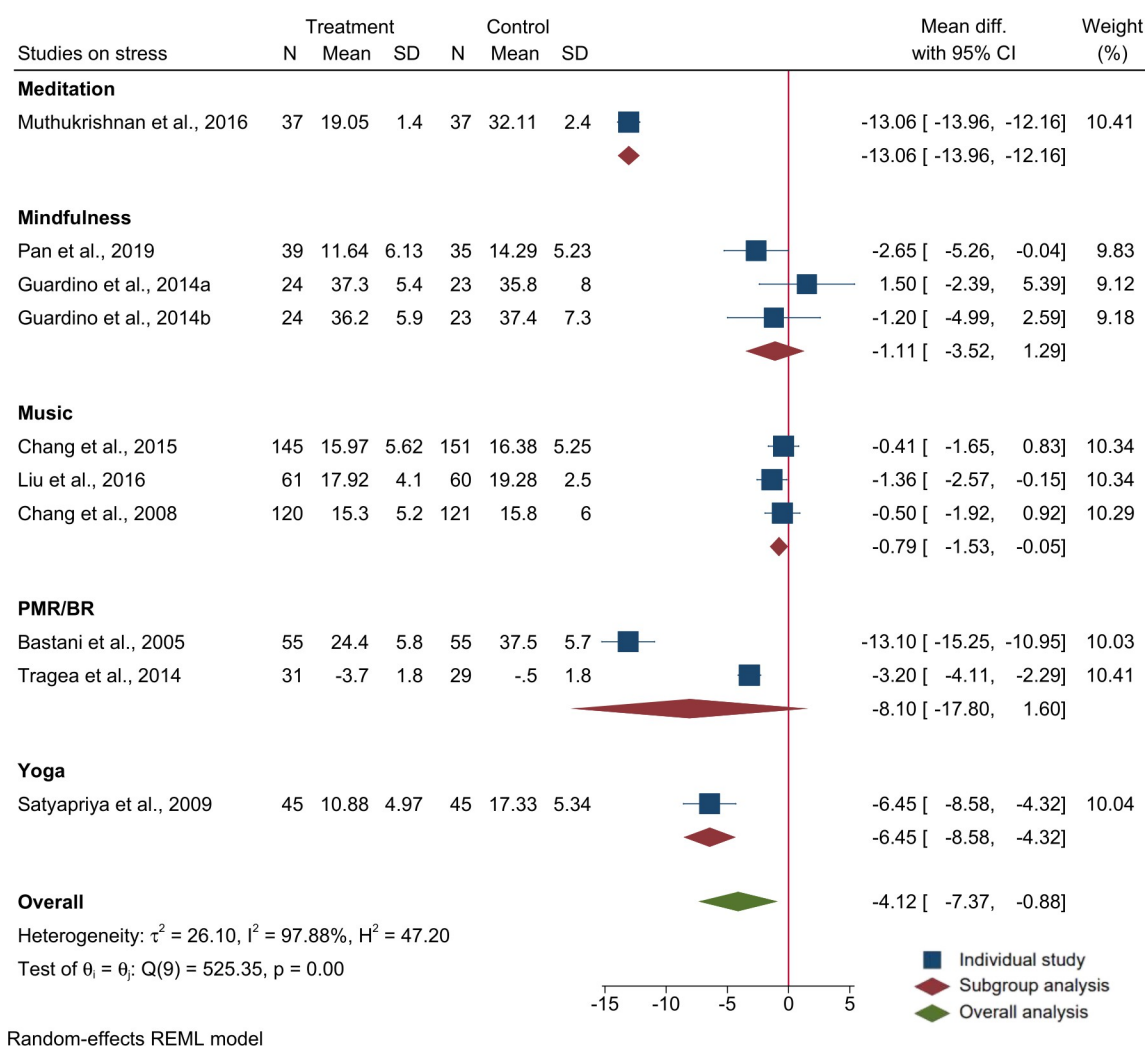 Treatment Control Mean diff. Weight
Studies on stress N Mean SD N Mean SD with 95% CI (%)
Meditation
Muthukrishnan et al., 2016 37 19.05 1.4 37 32.11 2.4 -13.06 [ -13.96, -12.16] 10.41
-13.06 [ -13.96, -12.16]
Mindfulness
Pan et al., 2019 39 11.64 6.13 35 14.29 5.23 -2.65 [ -5.26, -0.04] 9.83
Guardino et al., 2014a 24 37.3 5.4 23 35.8 8 1.50 [ -2.39, 5.39] 9.12
Guardino et al., 2014b 24 36.2 5.9 23 37.4 7.3 -1.20 [ -4.99, 2.59] 9.18
-1.11 [ -3.52, 1.29]
Music
Chang et al., 2015 145 15.97 5.62 151 16.38 5.25 -0.41 [ -1.65, 0.83] 10.34
Liu et al., 2016 61 17.92 4.1 60 19.28 2.5 -1.36 [ -2.57, -0.15] 10.34
Chang et al., 2008 120 15.3 5.2 121 15.8 6 -0.50 [ -1.92, 0.92] 10.29
-0.79 [ -1.53, -0.05]
PMR/BR
Bastani et al., 2005 55 24.4 5.8 55 37.5 5.7 -13.10 [ -15.25, -10.95] 10.03
Tragea et al., 2014 31 -3.7 1.8 29 -.5 1.8 -3.20 [ -4.11, -2.29] 10.41
-8.10 [ -17.80, 1.60]
Yoga
Satyapriya et al., 2009 45 10.88 4.97 45 17.33 5.34 -6.45 [ -8.58, -4.32] 10.04
-6.45 [ -8.58, -4.32]
Overall -4.12 [ -7.37, -0.88]
Heterogeneity: τ² = 26.10, I² = 97.88%, H² = 47.20
Test of θᵢ = θⱼ: Q(9) = 525.35, p = 0.00
Individual study
Subgroup analysis
Overall analysis
-15 -10 -5 0 5
Random-effects REML model